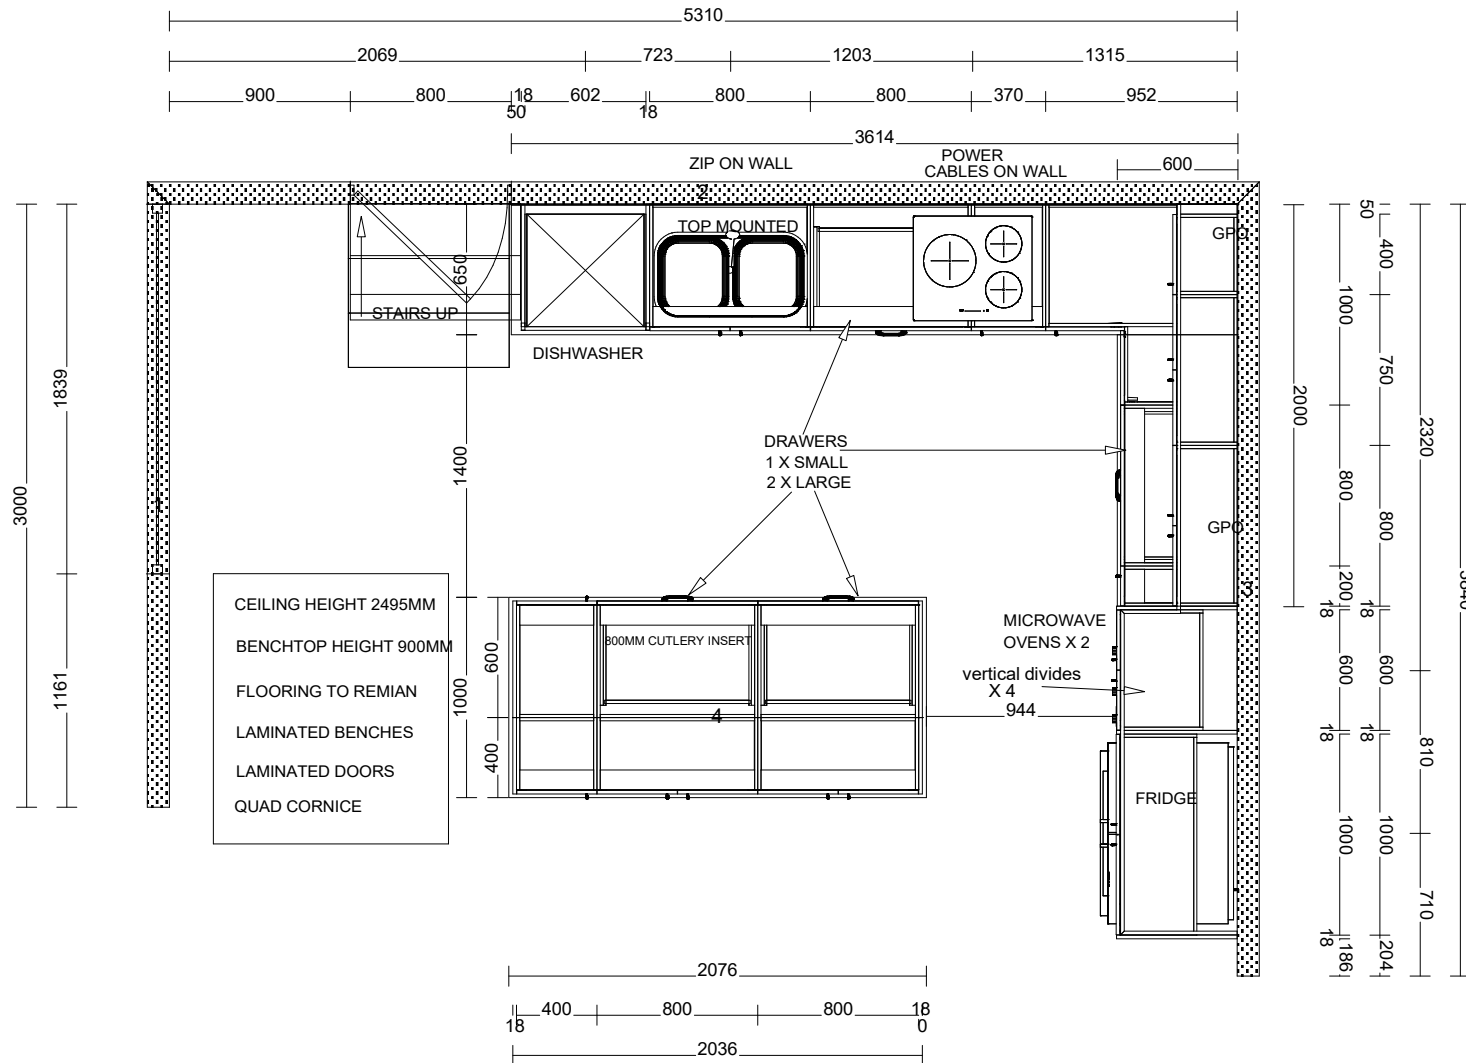 5310
2069 723 1203 1315
900 800 18 602 800 800 370 952
50 18
3614
ZIP ON WALL
POWER
CABLES ON WALL
600
2
TOP MOUNTED
GPO
650
STAIRS UP
DISHWASHER
50
400
1000
750
2000
2320
1839
3000
1400
DRAWERS
1 X SMALL
2 X LARGE
800
800
GPO
200
18
18
3
1161
CEILING HEIGHT 2495MM
BENCHTOP HEIGHT 900MM
FLOORING TO REMIAN
LAMINATED BENCHES
LAMINATED DOORS
QUAD CORNICE
600
1000
400
800MM CUTLERY INSERT
4
MICROWAVE
OVENS X 2
vertical divides
X 4
944
600
600
18
18
810
FRIDGE
1000
1000
710
18
186
204
2076
400 800 800 18
18 0
2036